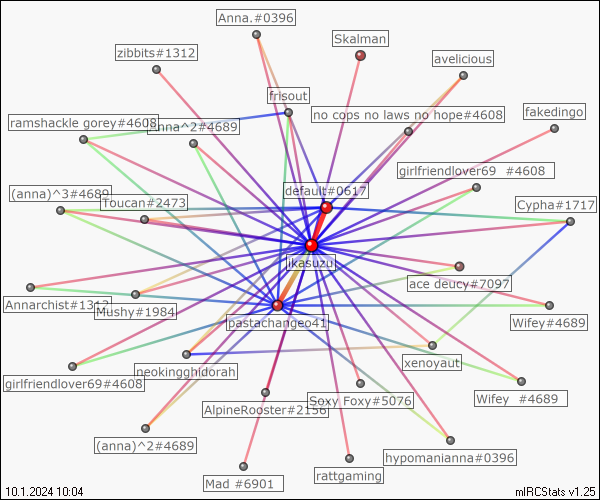 Anna.#0396
Skalman
zibbits#1312
avelicious
frisout
no cops no laws no hope#4608
fakedingo
ramshackle gorey#4608
nna^2#4689
girlfriendlover69 #4608
default#0617
(anna)^3#4689
Toucan#2473
Cypha#1717
ikasuzu
ace deucy#7097
Annarchist#1312
Mushy#1984
pastachange41
Wifey#4689
xenoyaut
neokingghidorah
girlfriendlover69#4608
Soxy Foxy#5076
Wifey #4689
AlpineRooster#2156
(anna)^2#4689
hypomanianna#0396
rattgaming
Mad #6901
10.1.2024 10:04
mIRCStats v1.25